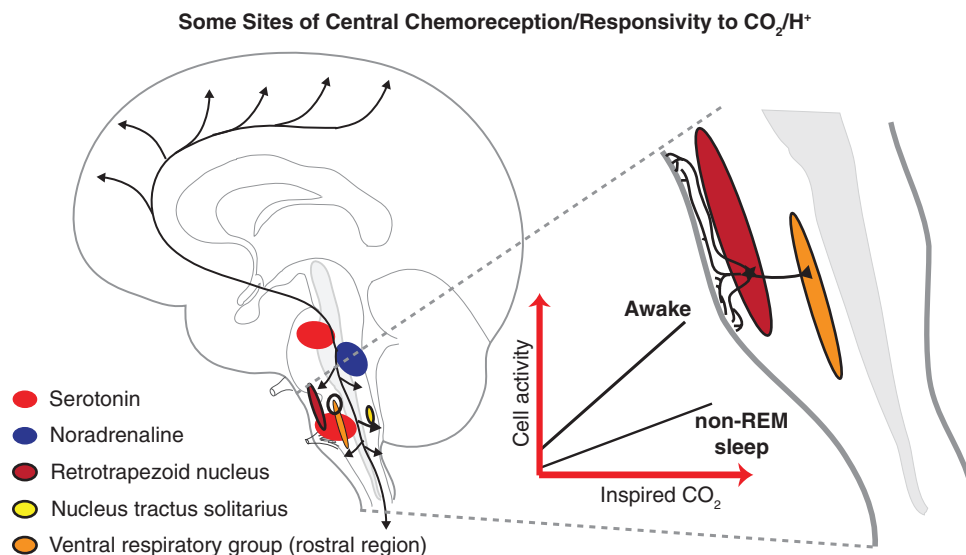 Some Sites of Central Chemoreception/Responsivity to CO₂/H⁺
Awake
Cell activity
non-REM
sleep
Inspired CO₂
Serotonin
Noradrenaline
Retrotrapezoid nucleus
Nucleus tractus solitarius
Ventral respiratory group (rostral region)